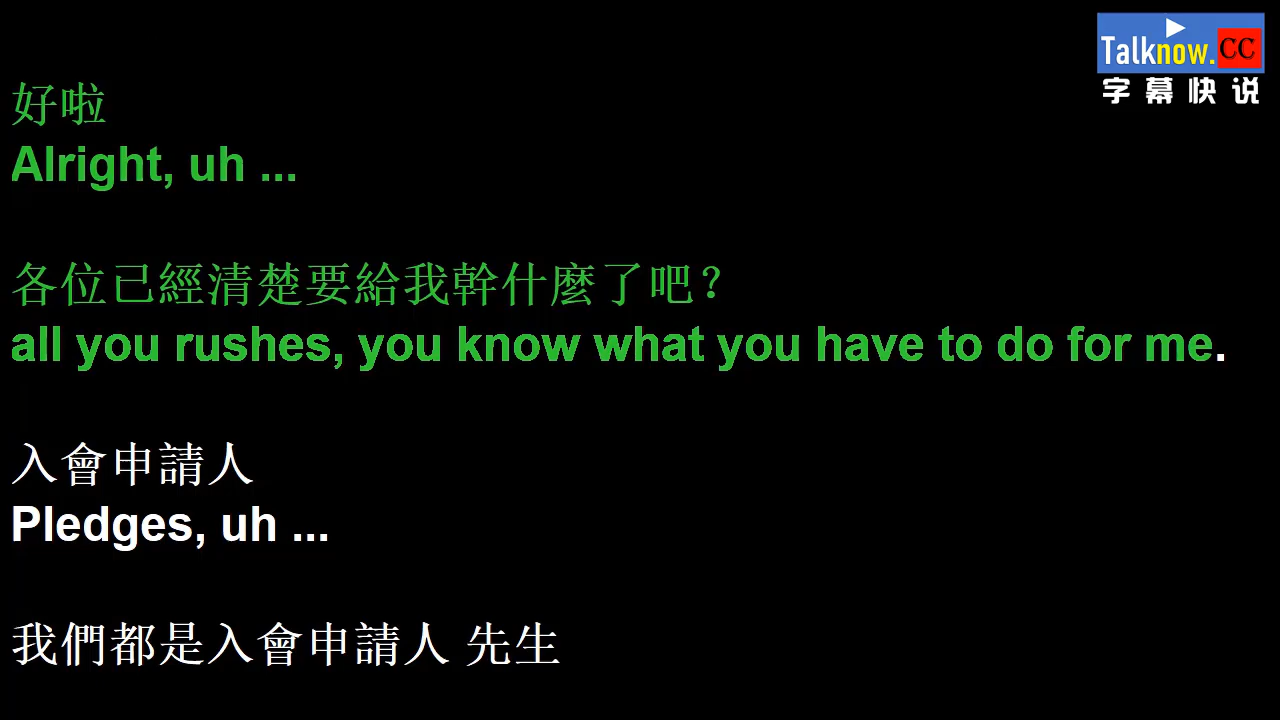 Talknow.CC
字幕快说
好啦
Alright, uh ...
各位已經清楚要給我幹什麼了吧?
all you rushes, you know what you have to do for me.
入會申請人
Pledges, uh ...
我們都是入會申請人 先生